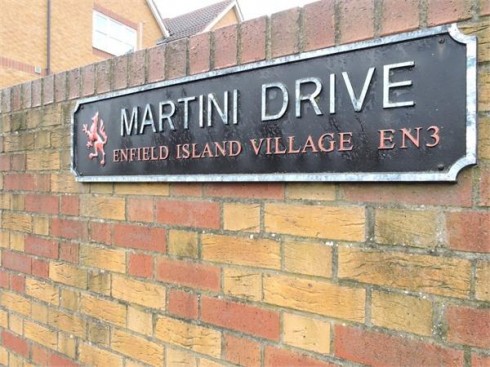 MARTINI DRIVE
ENFIELD ISLAND VILLAGE EN3